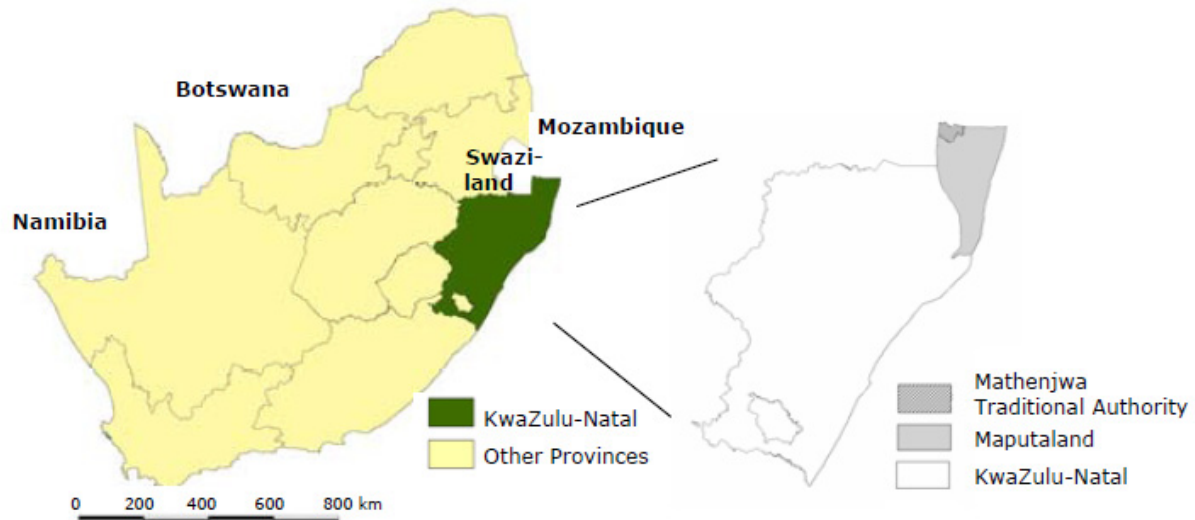 Botswana
Mozambique
Swazi-
land
Namibia
Mathenjwa
Traditional Authority
KwaZulu-Natal
Maputaland
Other Provinces
KwaZulu-Natal
0 200 400 600 800 km